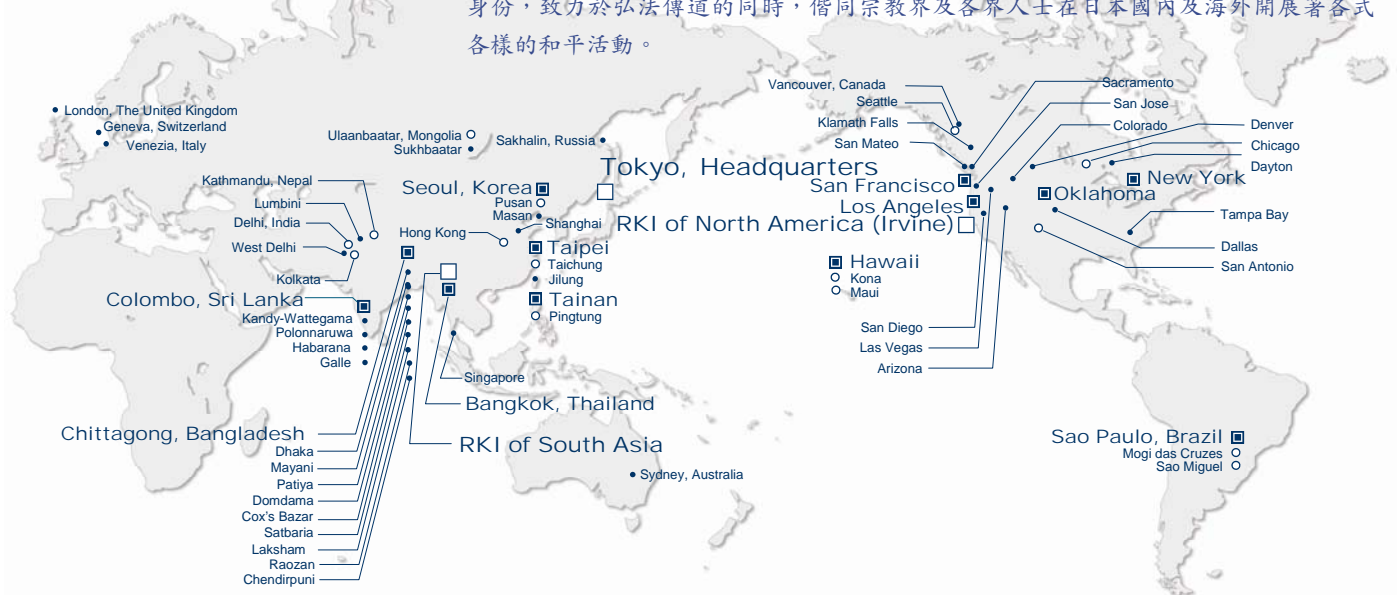 身份，致力於弘法傳道的同時，偕同宗教界及各界人士在日本國內及海外開展著各式
各樣的和平活動。
London, The United Kingdom
Geneva, Switzerland
Venezia, Italy
Ulaanbaatar, Mongolia
Sukhbaatar
Sakhalin, Russia
Tokyo, Headquarters
Seoul, Korea
Pusan
Masan
Shanghai
Hong Kong
Kathmandu, Nepal
Lumbini
Delhi, India
West Delhi
Kolkata
Taipei
Taichung
Jilung
Tainan
Pingtung
Colombo, Sri Lanka
Kandy-Wattegama
Polonnaruwa
Habarana
Galle
Singapore
Bangkok, Thailand
RKI of South Asia
Chittagong, Bangladesh
Dhaka
Mayani
Patiya
Domdama
Cox's Bazar
Satbaria
Laksham
Raozan
Chendirpuni
Sydney, Australia
Vancouver, Canada
Seattle
Klamath Falls
San Mateo
San Francisco
Los Angeles
RKI of North America (Irvine)
Sacramento
San Jose
Colorado
Denver
Chicago
Dayton
New York
Oklahoma
Tampa Bay
Dallas
San Antonio
Hawaii
Kona
Maui
San Diego
Las Vegas
Arizona
Sao Paulo, Brazil
Mogi das Cruzes
Sao Miguel